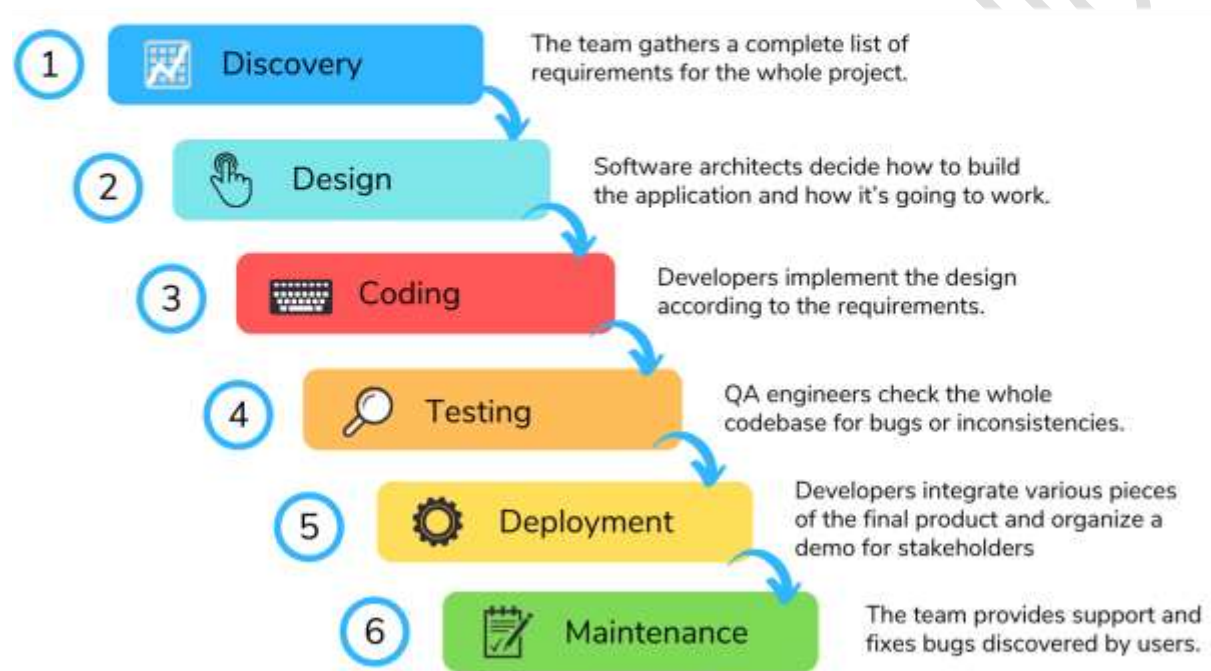 1
Discovery
The team gathers a complete list of
requirements for the whole project.
2
Design
Software architects decide how to build
the application and how it's going to work.
3
Coding
Developers implement the design
according to the requirements.
4
Testing
QA engineers check the whole
codebase for bugs or inconsistencies.
5
Deployment
Developers integrate various pieces
of the final product and organize a
demo for stakeholders
6
Maintenance
The team provides support and
fixes bugs discovered by users.